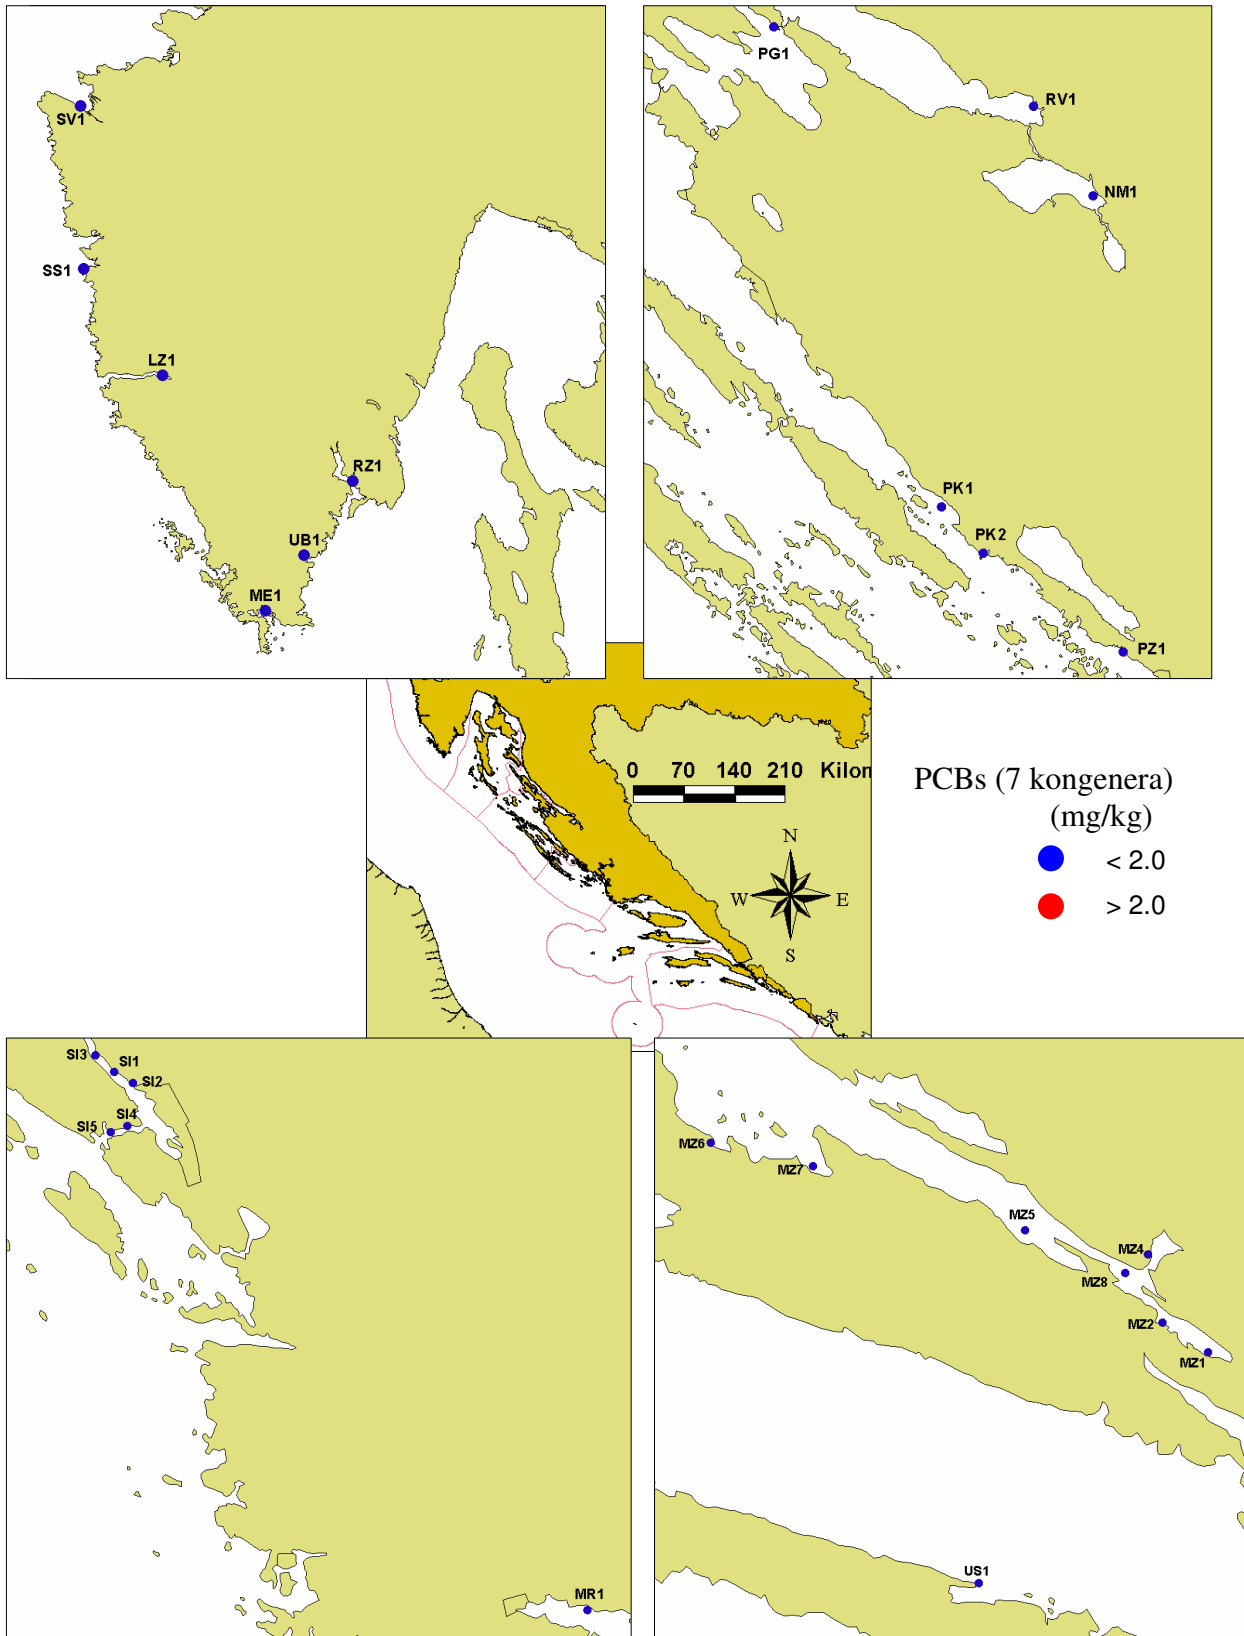 SV1
SS1
LZ1
RZ1
UB1
ME1
PG1
RV1
NM1
PK1
PK2
PZ1
0 70 140 210 Kilom
N
W E
S
PCBs (7 kongenera)
(mg/kg)
< 2.0
> 2.0
SI3
SI1
SI2
SI4
SI5
MR1
MZ6
MZ7
MZ5
MZ4
MZ8
MZ2
MZ1
US1